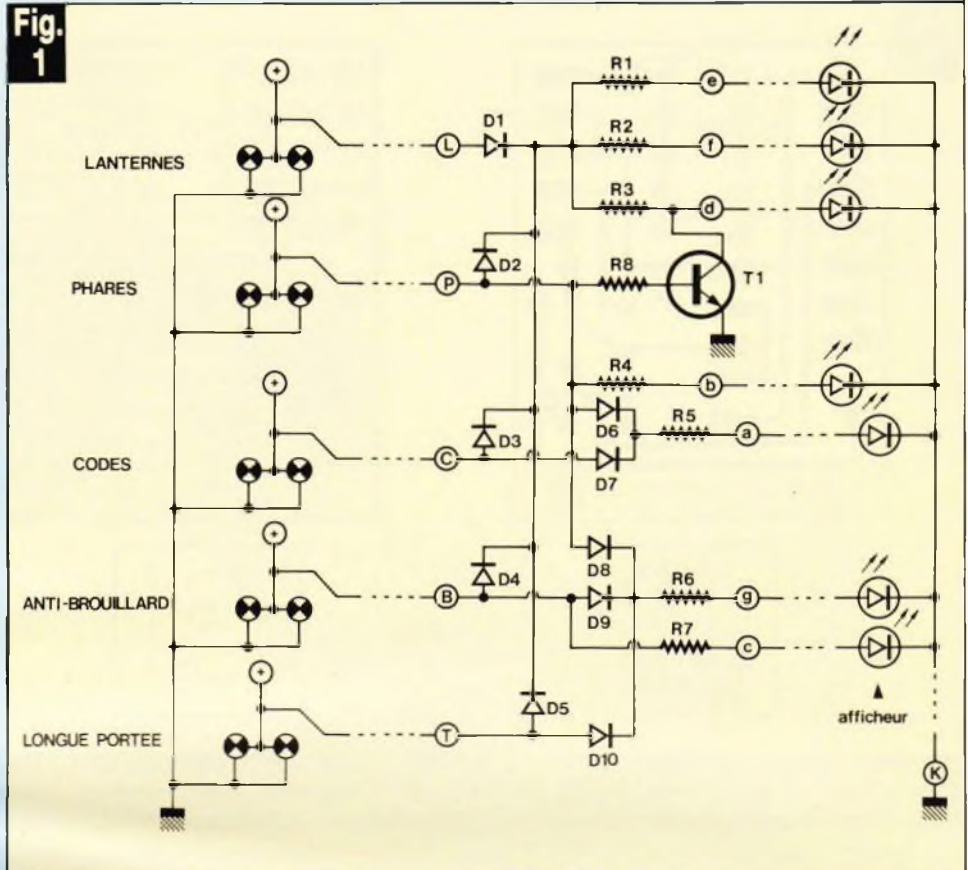 Fig.
1
+
LANTERNES
L
D1
R1
e
R2
f
R3
d
+
PHARES
P
D2
R8
T1
R4
b
+
CODES
C
D3
D6
R5
a
D7
+
ANTI-BROUILLARD
B
D4
D8
D9
R6
g
R7
c
afficheur
+
LONGUE PORTEE
T
D5
D10
K